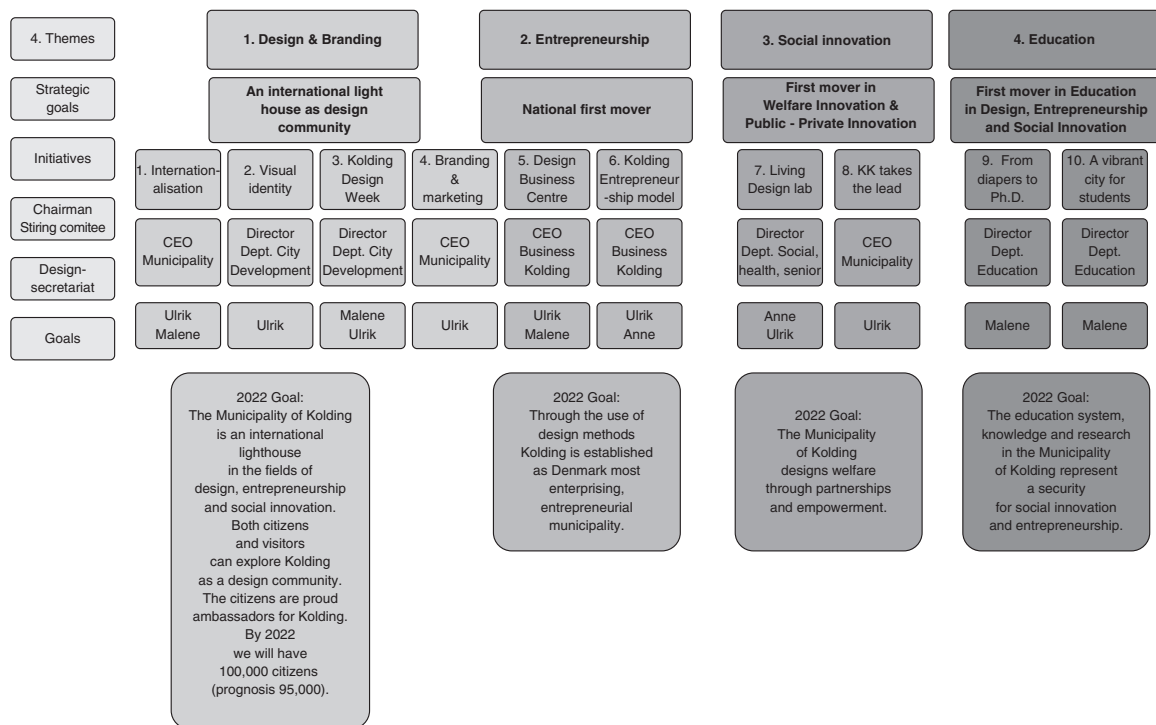 4. Themes
1. Design & Branding
2. Entrepreneurship
3. Social innovation
4. Education
Strategic
goals
An international light
house as design
community
National first mover
First mover in
Welfare Innovation &
Public - Private Innovation
First mover in Education
in Design, Entrepreneurship
and Social Innovation
Initiatives
1. Internation-
alisation
2. Visual
identity
3. Kolding
Design
Week
4. Branding
&
marketing
5. Design
Business
Centre
6. Kolding
Entrepreneur
-ship model
7. Living
Design lab
8. KK takes
the lead
9. From
diapers to
Ph.D.
10. A vibrant
city for
students
Chairman
Stiring comitee
CEO
Municipality
Director
Dept. City
Development
Director
Dept. City
Development
CEO
Municipality
CEO
Business
Kolding
CEO
Business
Kolding
Director
Dept. Social,
health, senior
CEO
Municipality
Director
Dept.
Education
Director
Dept.
Education
Design-
secretariat
Ulrik
Malene
Ulrik
Malene
Ulrik
Ulrik
Ulrik
Malene
Ulrik
Anne
Anne
Ulrik
Ulrik
Malene
Malene
Goals
2022 Goal:
The Municipality of Kolding
is an international
lighthouse
in the fields of
design, entrepreneurship
and social innovation.
Both citizens
and visitors
can explore Kolding
as a design community.
The citizens are proud
ambassadors for Kolding.
By 2022
we will have
100,000 citizens
(prognosis 95,000).
2022 Goal:
Through the use of
design methods
Kolding is established
as Denmark most
enterprising,
entrepreneurial
municipality.
2022 Goal:
The Municipality
of Kolding
designs welfare
through partnerships
and empowerment.
2022 Goal:
The education system,
knowledge and research
in the Municipality
of Kolding represent
a security
for social innovation
and entrepreneurship.